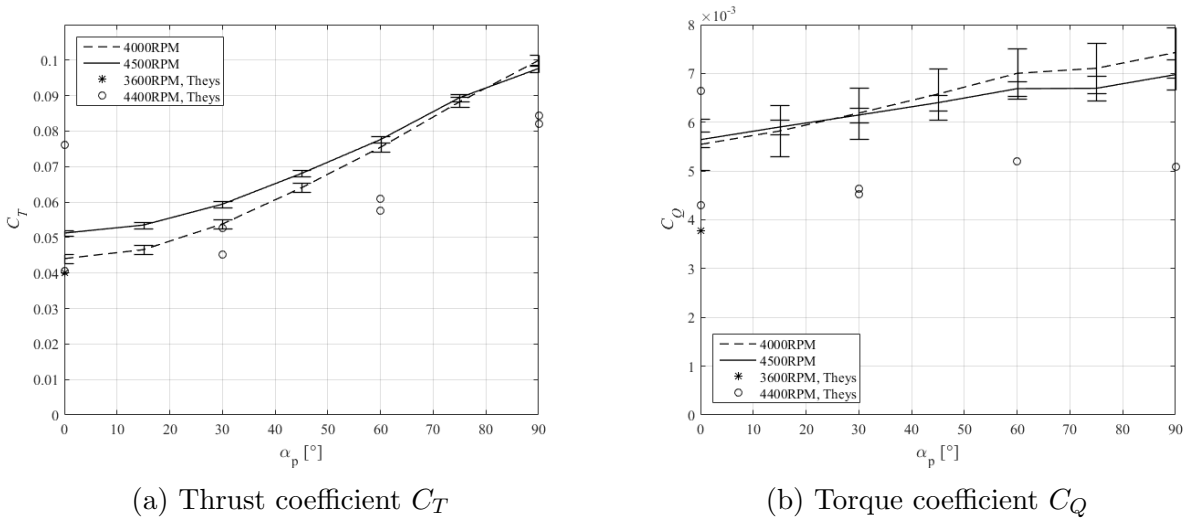 0.1
0.09
0.08
0.07
0.06
0.05
0.04
0.03
0.02
0.01
0
C_T
4000RPM
4500RPM
3600RPM, Theys
4400RPM, Theys
0 10 20 30 40 50 60 70 80 90
α_p [°]
(a) Thrust coefficient C_T
×10⁻³
8
7
6
5
4
3
2
1
0
C_Q
4000RPM
4500RPM
3600RPM, Theys
4400RPM, Theys
0 10 20 30 40 50 60 70 80 90
α_p [°]
(b) Torque coefficient C_Q